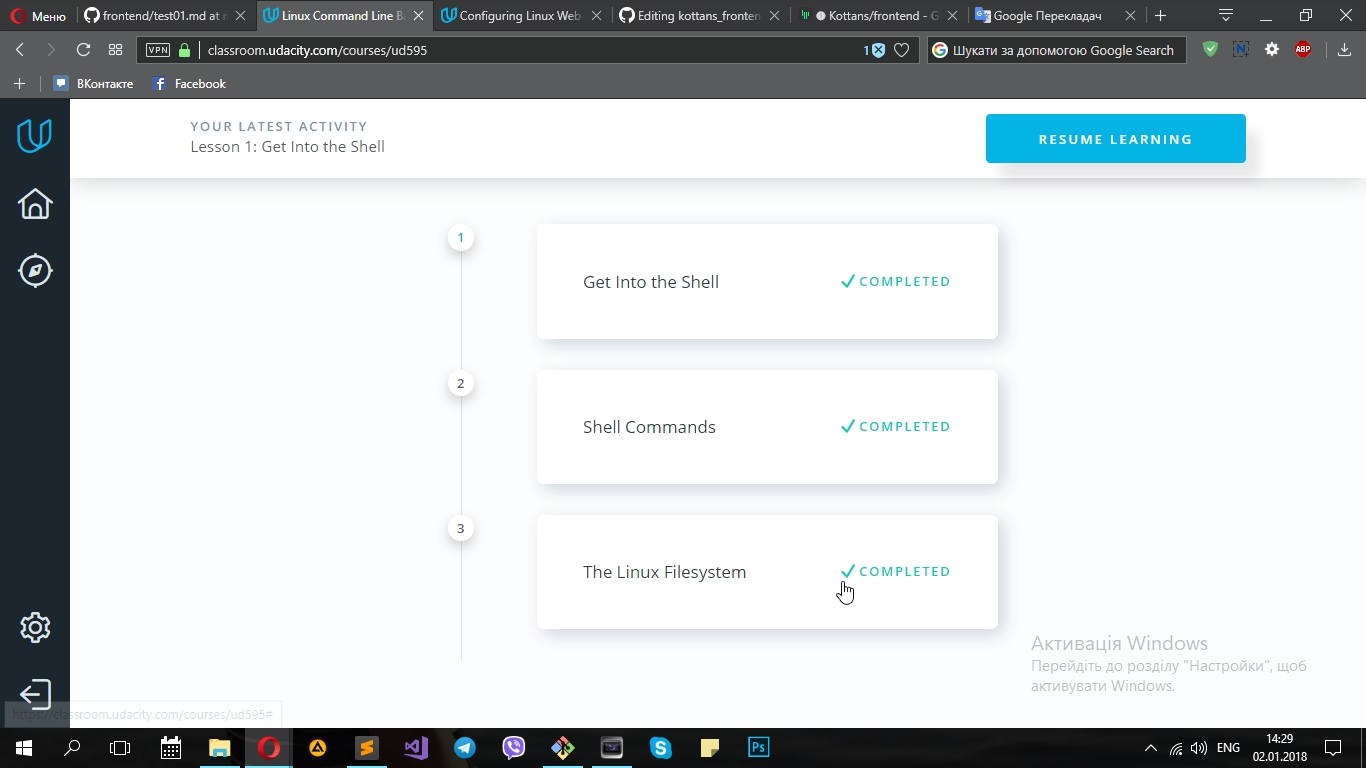 Меню
frontend/test01.md at m
Linux Command Line B
Configuring Linux Web
Editing kottans_fronten
Kottans/frontend - G
Google Перекладач
VPN
classroom.udacity.com/courses/ud595
1
Шукати за допомогою Google Search
ABP
ВКонтакте
Facebook
YOUR LATEST ACTIVITY
Lesson 1: Get Into the Shell
RESUME LEARNING
1
Get Into the Shell
COMPLETED
2
Shell Commands
COMPLETED
3
The Linux Filesystem
COMPLETED
Активація Windows
Перейдіть до розділу "Настройки", щоб
активувати Windows.
https://classroom.udacity.com/courses/ud595#
Ps
ENG
14:29
02.01.2018